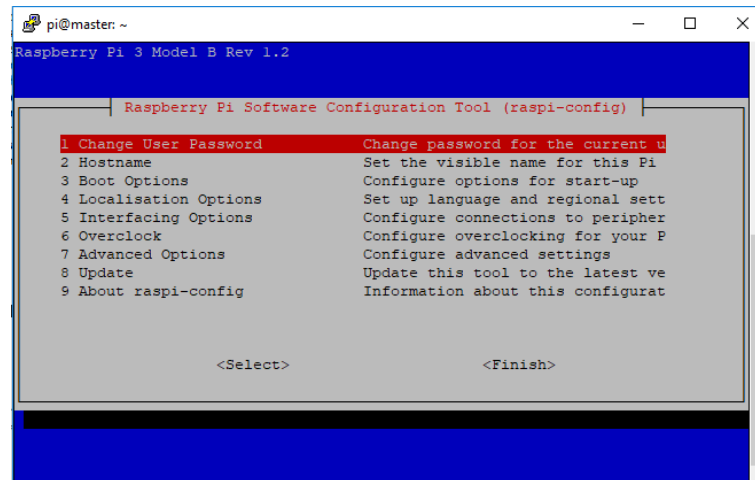 pi@master: ~
Raspberry Pi 3 Model B Rev 1.2
Raspberry Pi Software Configuration Tool (raspi-config)
1 Change User Password Change password for the current u
2 Hostname Set the visible name for this Pi
3 Boot Options Configure options for start-up
4 Localisation Options Set up language and regional sett
5 Interfacing Options Configure connections to peripher
6 Overclock Configure overclocking for your P
7 Advanced Options Configure advanced settings
8 Update Update this tool to the latest ve
9 About raspi-config Information about this configurat
<Select> <Finish>